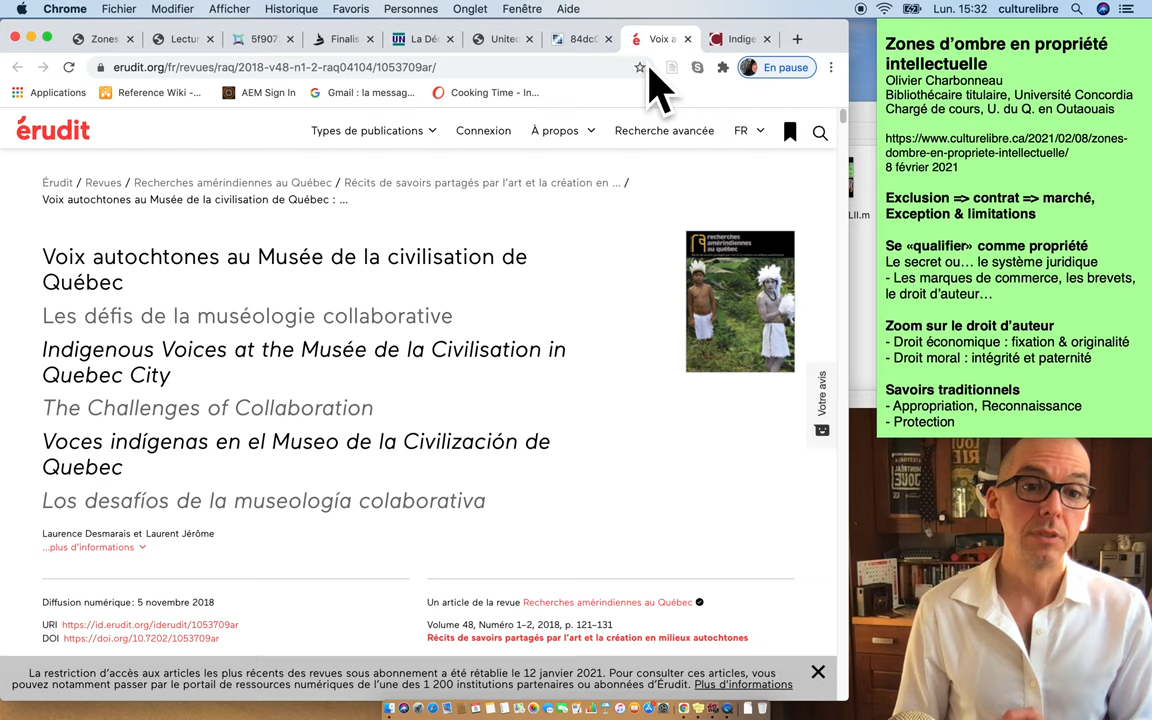 Chrome Fichier Modifier Afficher Historique Favoris Personnes Onglet Fenêtre Aide
Lun. 15:32 culturelibre
Zones Lectur 5f907 Finalis La Déc Unitec 84dc Voix a Indige
erudit.org/fr/revues/raq/2018-v48-n1-2-raq04104/1053709ar/
En pause
Applications Reference Wiki -... AEM Sign In Gmail : la messag... Cooking Time - In...
érudit
Types de publications Connexion À propos Recherche avancée FR
Érudit / Revues / Recherches amérindiennes au Québec / Récits de savoirs partagés par l'art et la création en ... /
Voix autochtones au Musée de la civilisation de Québec : ...
Voix autochtones au Musée de la civilisation de
Québec
Les défis de la muséologie collaborative
Indigenous Voices at the Musée de la Civilisation in
Quebec City
The Challenges of Collaboration
Voces indígenas en el Museo de la Civilización de
Quebec
Los desafíos de la museología colaborativa
recherches
amérindiennes
au québec
Votre avis
Laurence Desmarais et Laurent Jérôme
...plus d'informations
Diffusion numérique : 5 novembre 2018
URI https://id.erudit.org/iderudit/1053709ar
DOI https://doi.org/10.7202/1053709ar
Un article de la revue Recherches amérindiennes au Québec
Volume 48, Numéro 1–2, 2018, p. 121–131
Récits de savoirs partagés par l'art et la création en milieux autochtones
La restriction d'accès aux articles les plus récents des revues sous abonnement a été rétablie le 12 janvier 2021. Pour consulter ces articles, vous
pouvez notamment passer par le portail de ressources numériques de l'une des 1 200 institutions partenaires ou abonnées d'Érudit. Plus d'informations
Zones d'ombre en propriété
intellectuelle
Olivier Charbonneau
Bibliothécaire titulaire, Université Concordia
Chargé de cours, U. du Q. en Outaouais
https://www.culturelibre.ca/2021/02/08/zones-
dombre-en-propriete-intellectuelle/
8 février 2021
Exclusion => contrat => marché,
Exception & limitations
Se «qualifier» comme propriété
Le secret ou… le système juridique
- Les marques de commerce, les brevets,
le droit d'auteur…
Zoom sur le droit d'auteur
- Droit économique : fixation & originalité
- Droit moral : intégrité et paternité
Savoirs traditionnels
- Appropriation, Reconnaissance
- Protection
LII.m